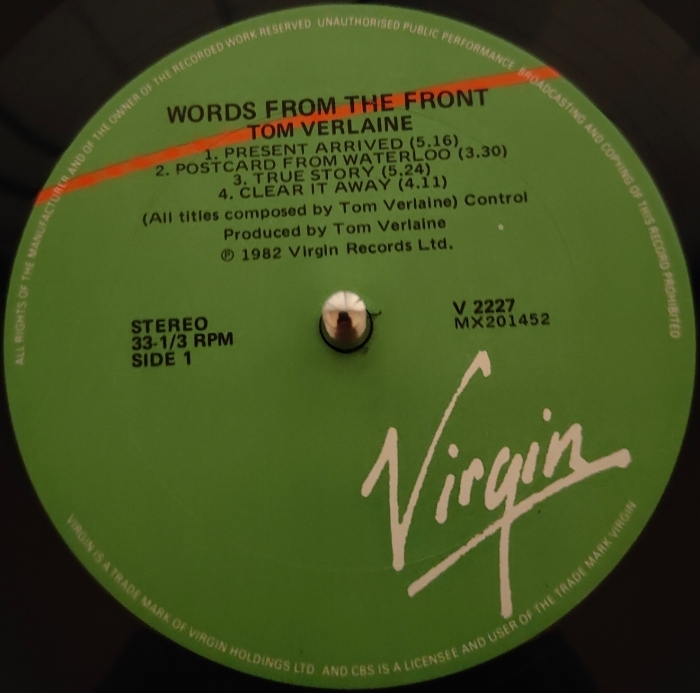 ALL RIGHTS OF THE MANUFACTURER AND OF THE OWNER OF THE RECORDED WORK RESERVED UNAUTHORISED PUBLIC PERFORMANCE BROADCASTING AND COPYING OF THIS RECORD PROHIBITED
WORDS FROM THE FRONT
TOM VERLAINE
1. PRESENT ARRIVED (5.16)
2. POSTCARD FROM WATERLOO (3.30)
3. TRUE STORY (5.24)
4. CLEAR IT AWAY (4.11)
(All titles composed by Tom Verlaine) Control
Produced by Tom Verlaine
℗ 1982 Virgin Records Ltd.
STEREO
33-1/3 RPM
SIDE 1
V 2227
MX201452
Virgin
VIRGIN IS A TRADE MARK OF VIRGIN HOLDINGS LTD. AND CBS IS A LICENSEE AND USER OF THE TRADE MARK VIRGIN